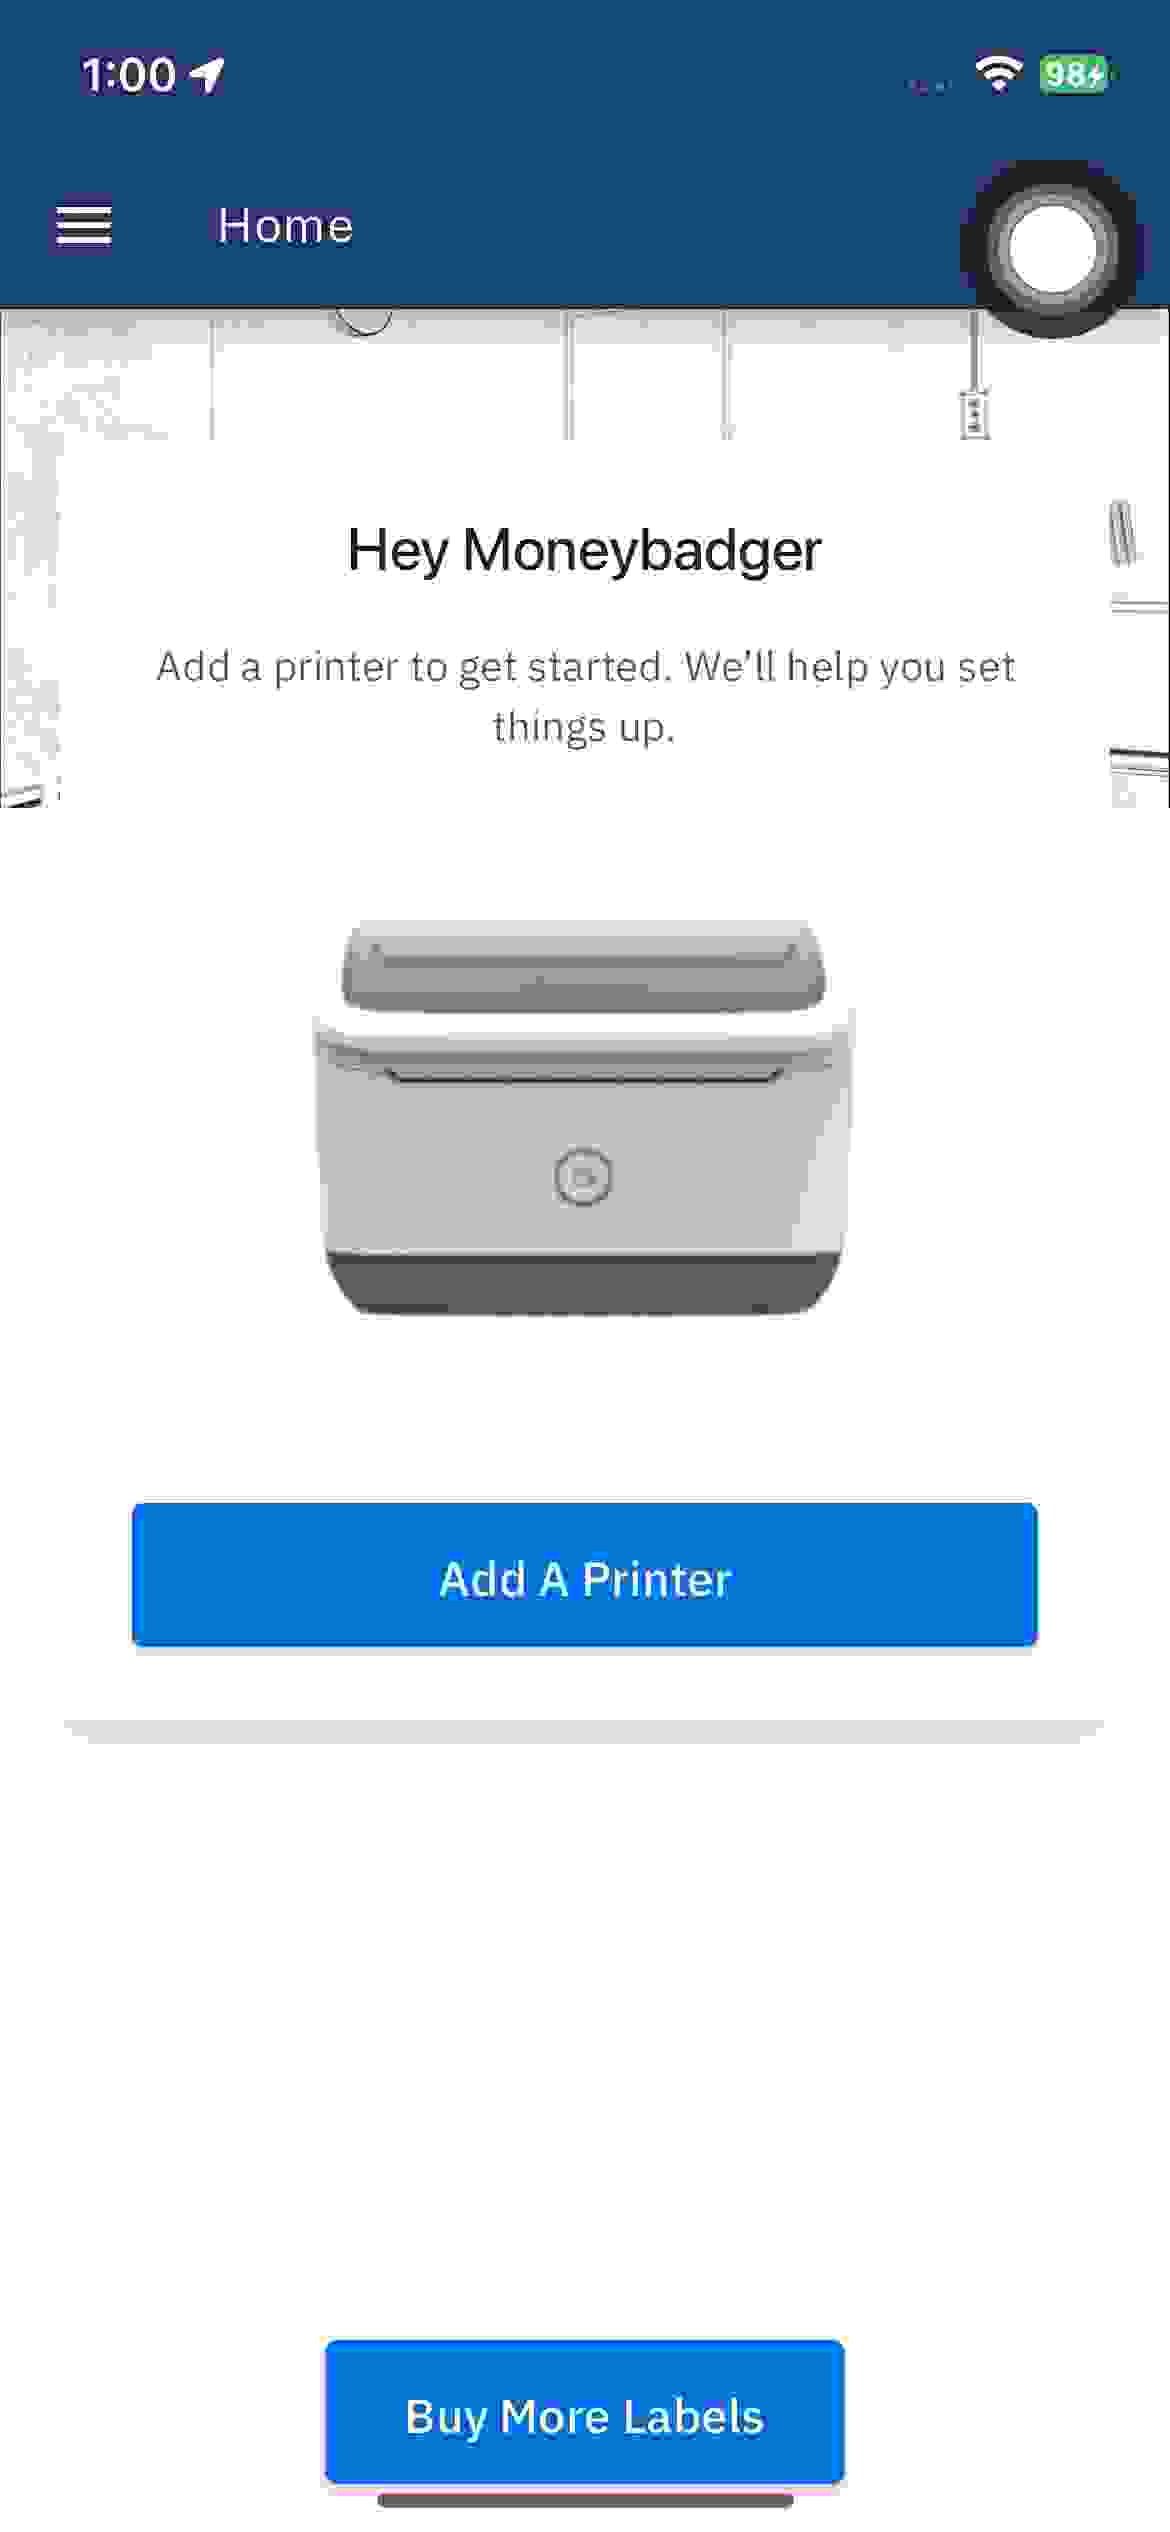 1:00
98
Home
Hey Moneybadger
Add a printer to get started. We'll help you set
things up.
Add A Printer
Buy More Labels